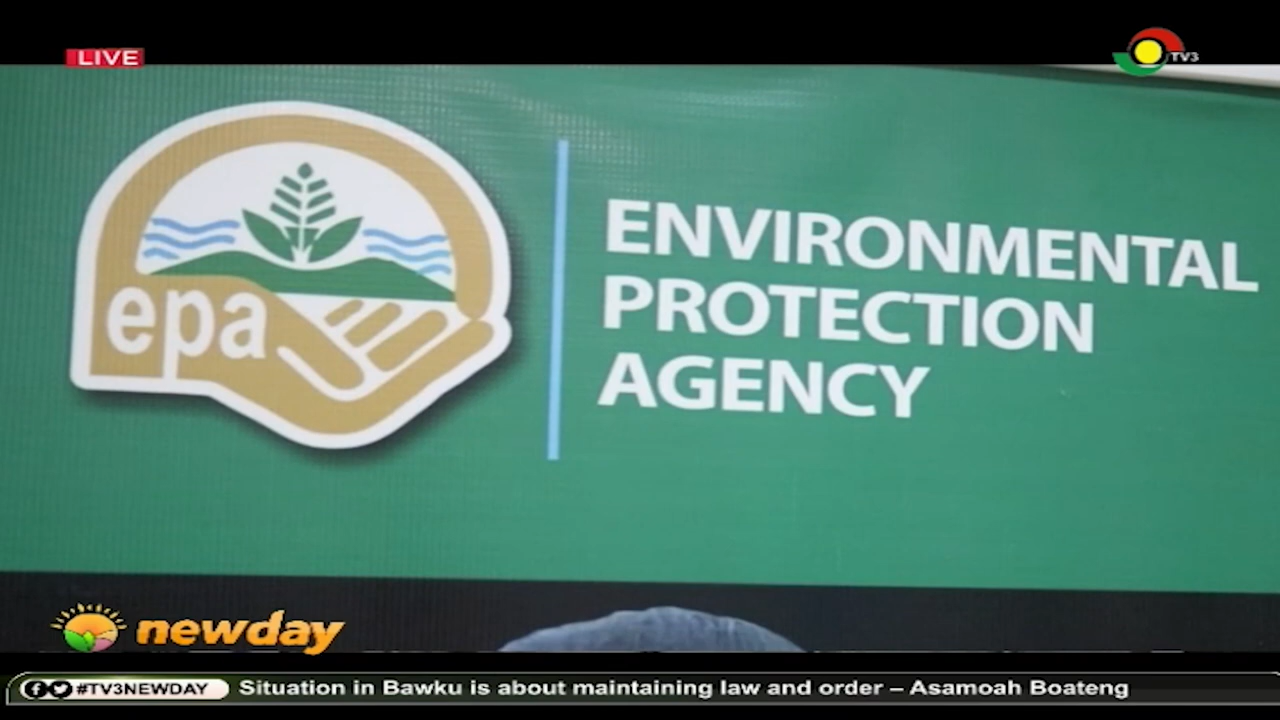 LIVE
TV3
epa
ENVIRONMENTAL
PROTECTION
AGENCY
newday
#TV3NEWDAY
Situation in Bawku is about maintaining law and order – Asamoah Boateng